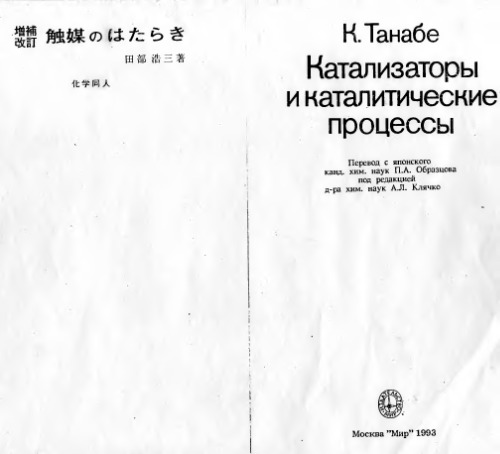 増補
改訂 触媒のはたらき
田部 浩三著
化学同人
К. Танабе
Катализаторы
и каталитические
процессы
Перевод с японского
канд. хим. наук П.А. Образцова
под редакцией
д-ра хим. наук А.Л. Клячко
Москва "Мир" 1993